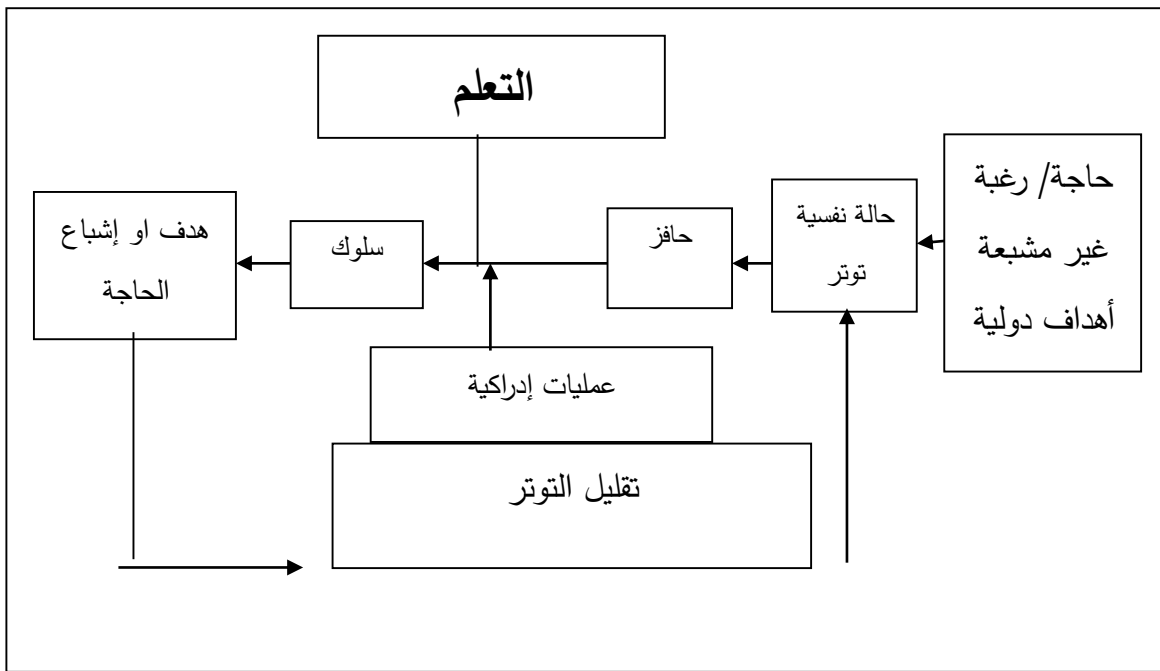 التعلم
حاجة/ رغبة
غير مشبعة
أهداف دولية
حالة نفسية
توتر
حافز
سلوك
هدف او إشباع
الحاجة
عمليات إدراكية
تقليل التوتر